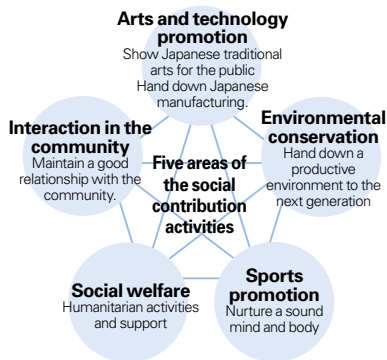 Arts and technology
promotion
Show Japanese traditional
arts for the public
Hand down Japanese
manufacturing.
Interaction in the
community
Maintain a good
relationship with the
community.
Environmental
conservation
Hand down a
productive
environment to the
next generation
Five areas of
the social
contribution
activities
Social welfare
Humanitarian activities
and support
Sports
promotion
Nurture a sound
mind and body